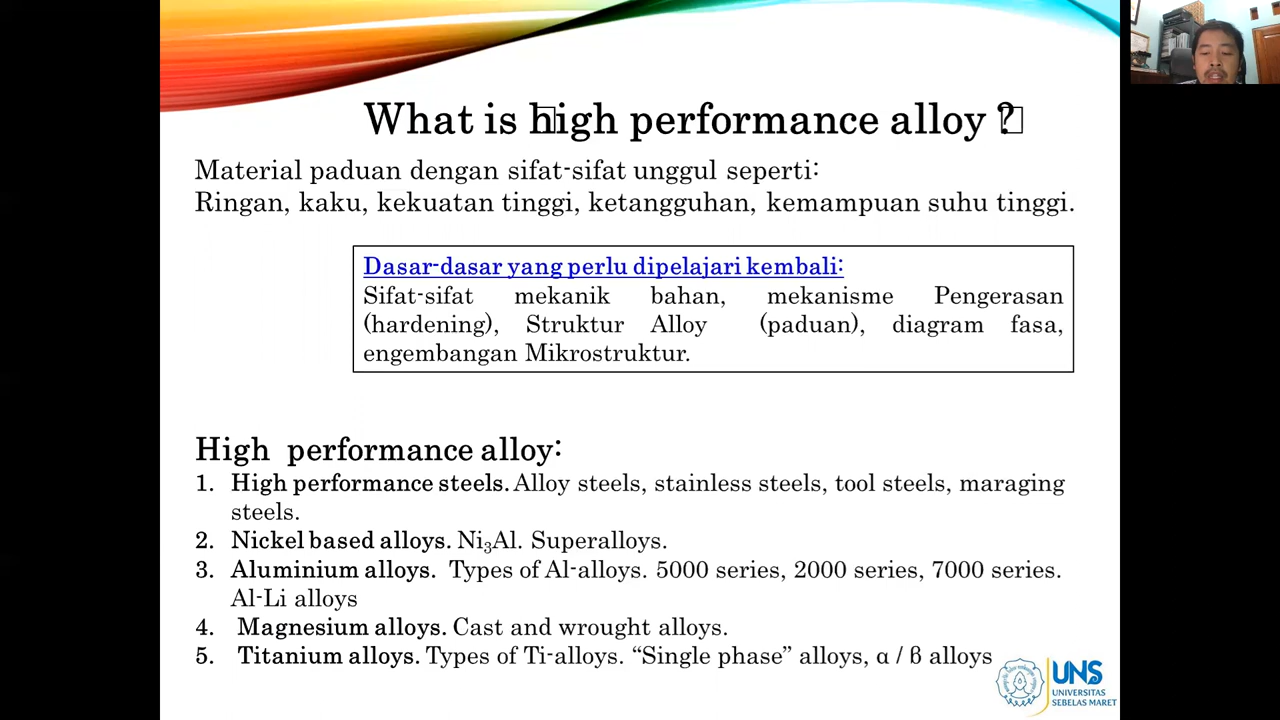 What is high performance alloy ?
Material paduan dengan sifat-sifat unggul seperti:
Ringan, kaku, kekuatan tinggi, ketangguhan, kemampuan suhu tinggi.
Dasar-dasar yang perlu dipelajari kembali:
Sifat-sifat mekanik bahan, mekanisme Pengerasan
(hardening), Struktur Alloy (paduan), diagram fasa,
engembangan Mikrostruktur.
High performance alloy:
1. High performance steels. Alloy steels, stainless steels, tool steels, maraging
steels.
2. Nickel based alloys. Ni₃Al. Superalloys.
3. Aluminium alloys. Types of Al-alloys. 5000 series, 2000 series, 7000 series.
Al-Li alloys
4. Magnesium alloys. Cast and wrought alloys.
5. Titanium alloys. Types of Ti-alloys. “Single phase” alloys, α / β alloys
UNS
UNIVERSITAS
SEBELAS MARET